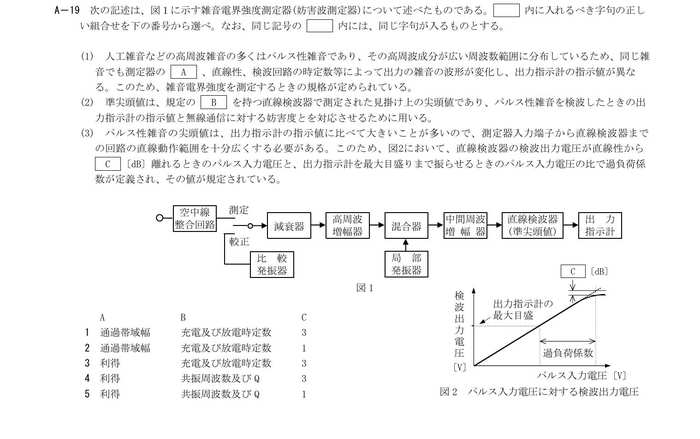 A－19 次の記述は、図１に示す雑音電界強度測定器(妨害波測定器)について述べたものである。 内に入れるべき字句の正し
い組合せを下の番号から選べ。なお、同じ記号の 内には、同じ字句が入るものとする。
(1) 人工雑音などの高周波雑音の多くはパルス性雑音であり、その高周波成分が広い周波数範囲に分布しているため、同じ雑
音でも測定器の A 、直線性、検波回路の時定数等によって出力の雑音の波形が変化し、出力指示計の指示値が異な
る。このため、雑音電界強度を測定するときの規格が定められている。
(2) 準尖頭値は、規定の B を持つ直線検波器で測定された見掛け上の尖頭値であり、パルス性雑音を検波したときの出
力指示計の指示値と無線通信に対する妨害度とを対応させるために用いる。
(3) パルス性雑音の尖頭値は、出力指示計の指示値に比べて大きいことが多いので、測定器入力端子から直線検波器まで
の回路の直線動作範囲を十分広くする必要がある。このため、図2において、直線検波器の検波出力電圧が直線性から
C 〔dB〕離れるときのパルス入力電圧と、出力指示計を最大目盛りまで振らせるときのパルス入力電圧の比で過負荷係
数が定義され、その値が規定されている。
空中線
整合回路
測定
較正
比 較
発振器
減衰器
高周波
増幅器
混合器
局 部
発振器
中間周波
増 幅 器
直線検波器
(準尖頭値)
出 力
指示計
図１
A B C
1 通過帯域幅 充電及び放電時定数 3
2 通過帯域幅 充電及び放電時定数 1
3 利得 充電及び放電時定数 3
4 利得 共振周波数及びQ 3
5 利得 共振周波数及びQ 1
C 〔dB〕
検波出力電圧〔V〕
出力指示計の
最大目盛
過負荷係数
パルス入力電圧〔V〕
図２ パルス入力電圧に対する検波出力電圧